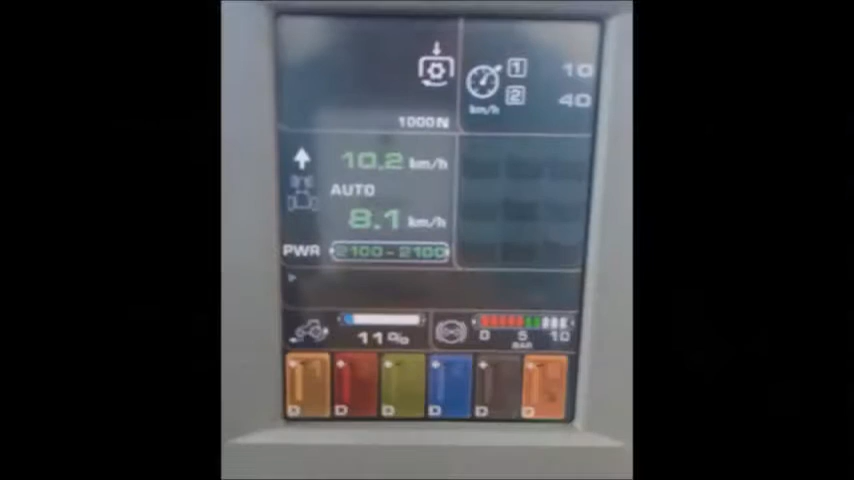 1 10
km/h 2 40
1000N
10.2 km/h
AUTO
8.1 km/h
PWR 2100-2100
11%
0 5 10
BAR
D D D D D D